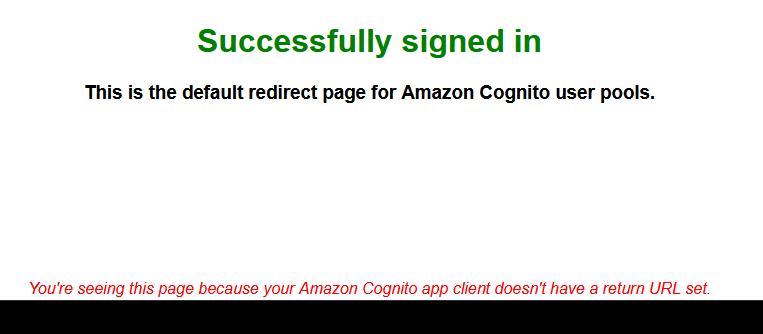 Successfully signed in
This is the default redirect page for Amazon Cognito user pools.
You're seeing this page because your Amazon Cognito app client doesn't have a return URL set.